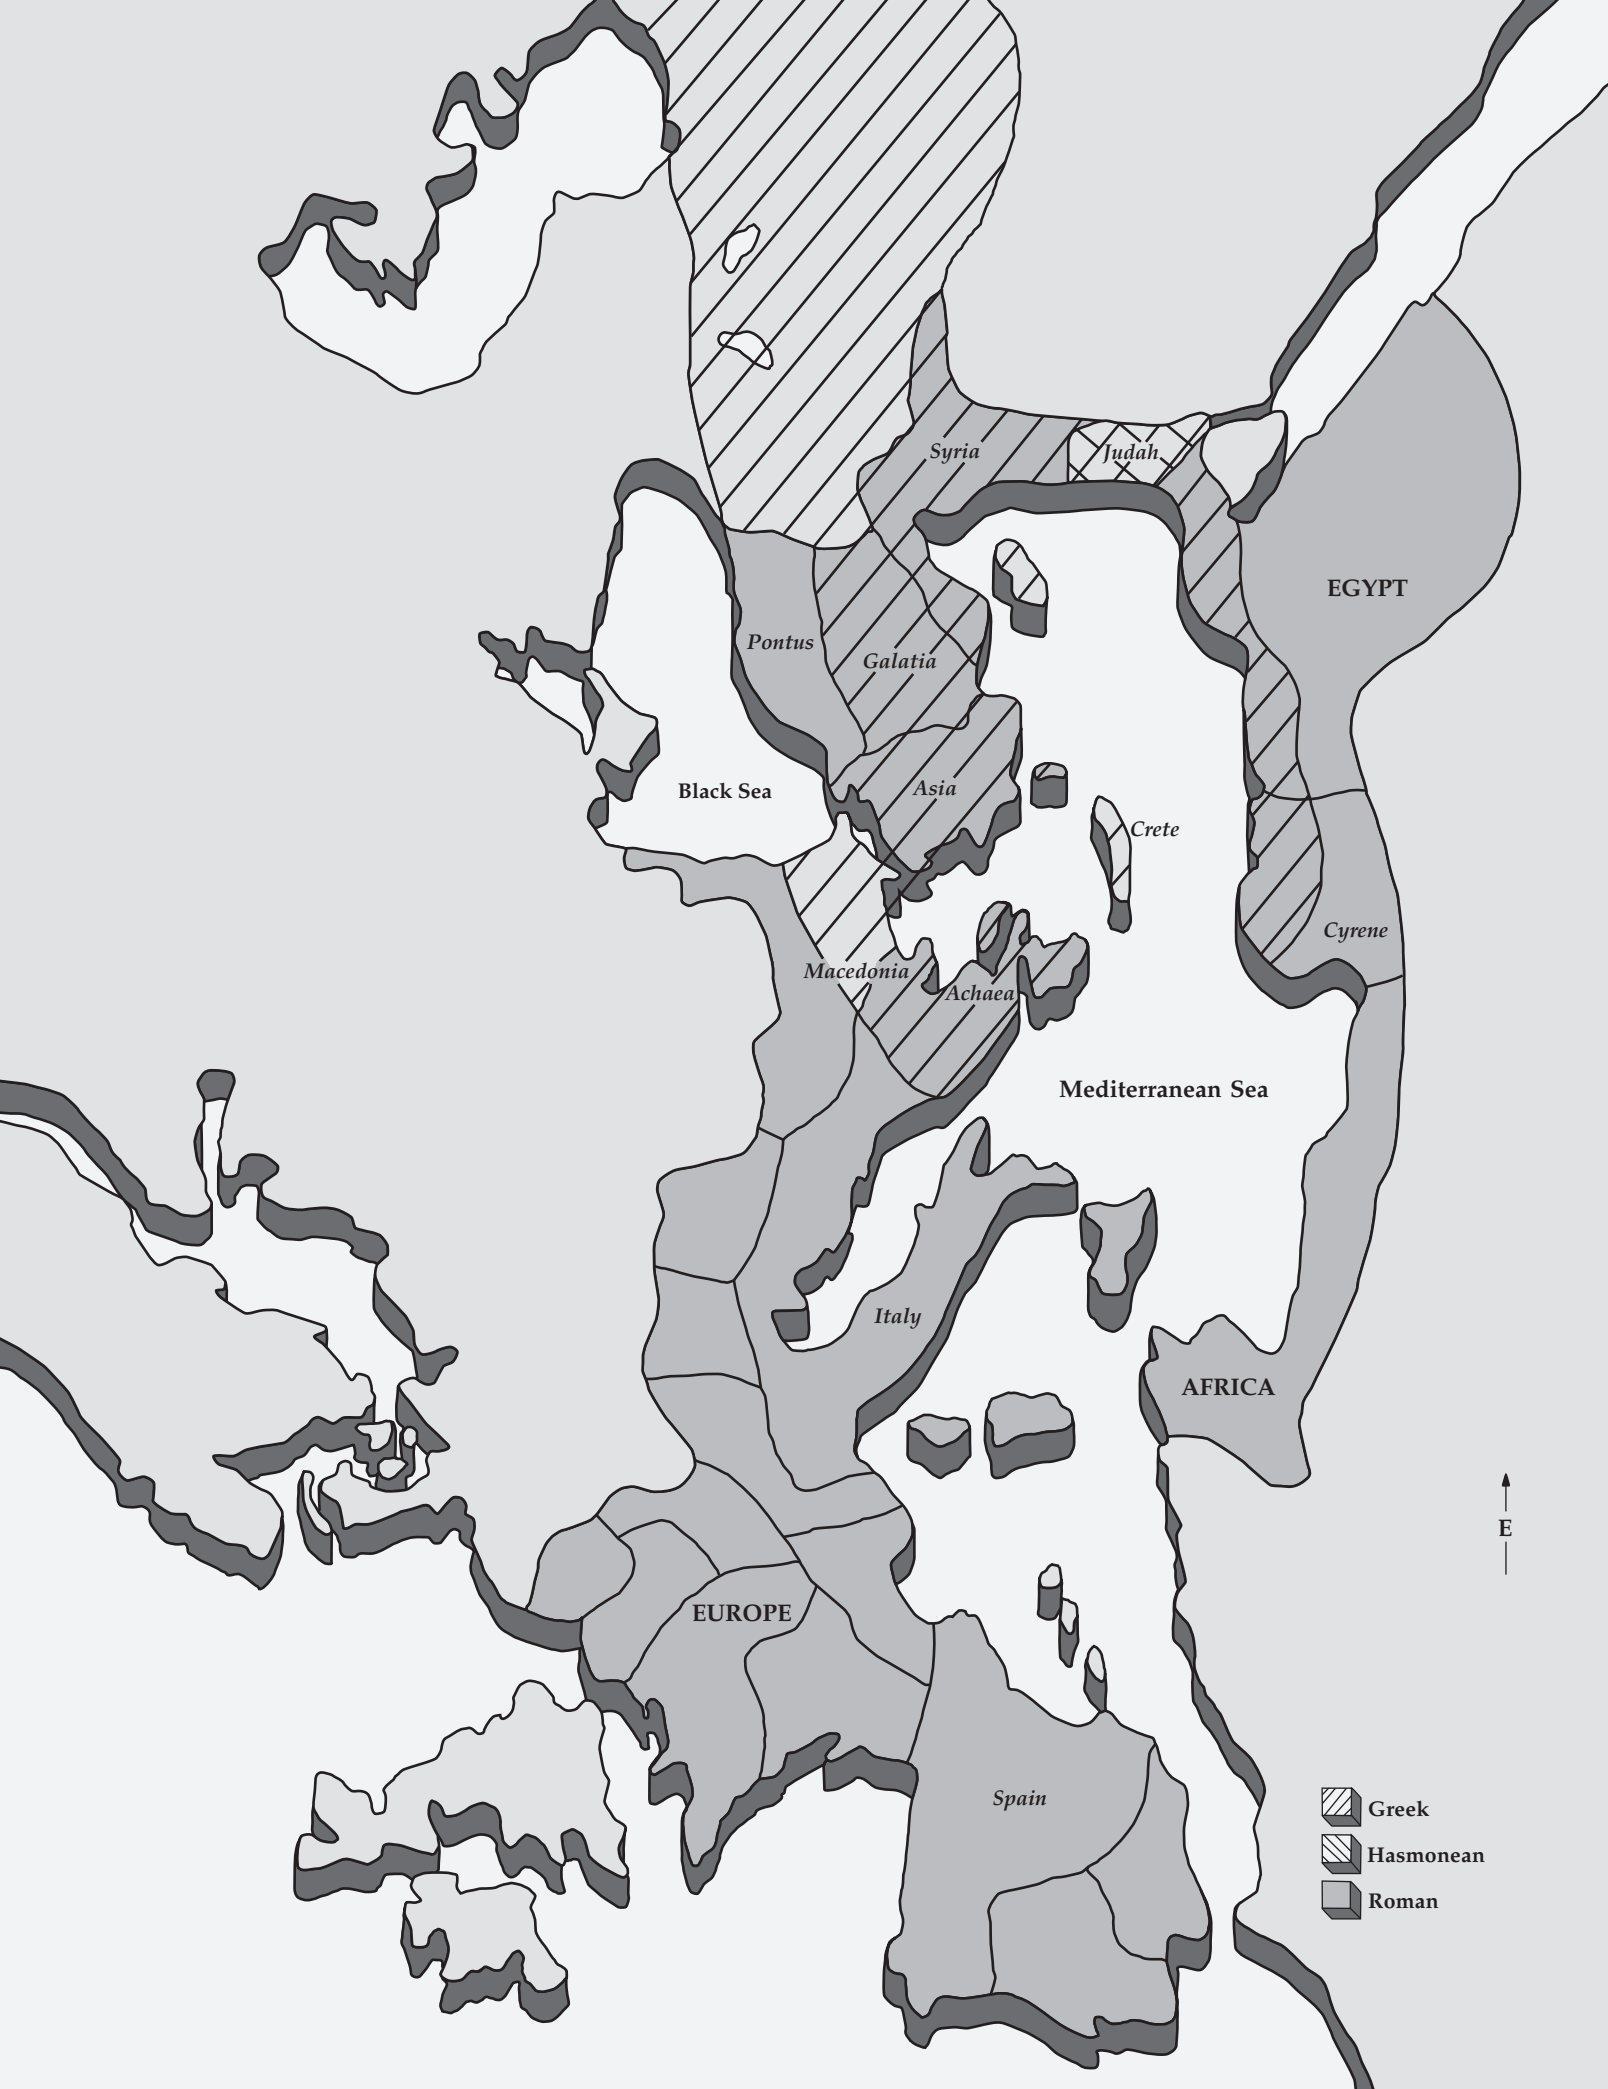 Syria
Judah
EGYPT
Pontus
Galatia
Black Sea
Asia
Crete
Cyrene
Macedonia
Achaea
Mediterranean Sea
Italy
AFRICA
E
EUROPE
Spain
Greek
Hasmonean
Roman